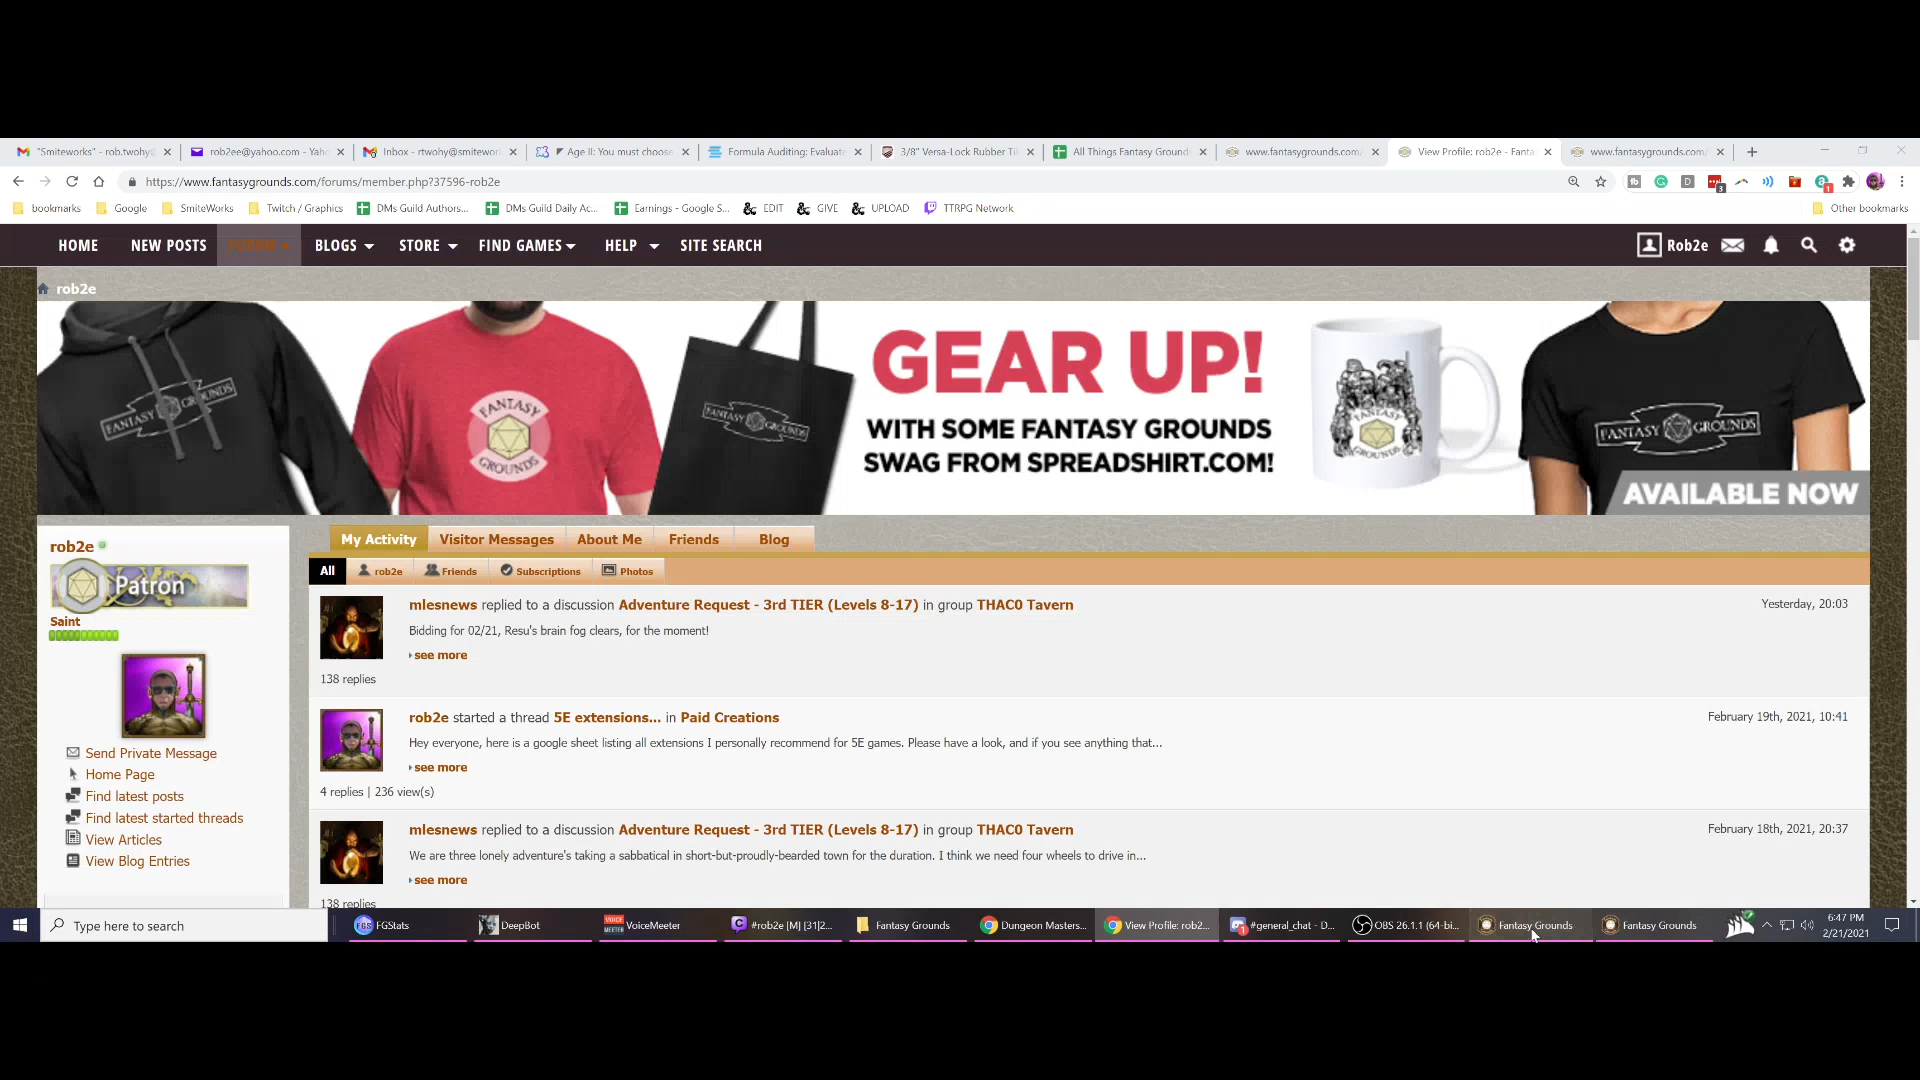 "Smiteworks" - rob.twohy@
rob2ee@yahoo.com - Yah
Inbox - rtwohy@smitewor
Age II: You must choose
Formula Auditing: Evaluate
3/8" Versa-Lock Rubber Til
All Things Fantasy Ground
www.fantasygrounds.com/
View Profile: rob2e - Fanta
www.fantasygrounds.com/
https://www.fantasygrounds.com/forums/member.php?37596-rob2e
bookmarks
Google
SmiteWorks
Twitch / Graphics
DMs Guild Authors...
DMs Guild Daily Ac...
Earnings - Google S...
EDIT
GIVE
UPLOAD
TTRPG Network
Other bookmarks
HOME
NEW POSTS
FORUM
BLOGS
STORE
FIND GAMES
HELP
SITE SEARCH
Rob2e
rob2e
FANTASY GROUNDS
FANTASY GROUNDS
FANTASY GROUNDS
GEAR UP!
WITH SOME FANTASY GROUNDS
SWAG FROM SPREADSHIRT.COM!
FANTASY GROUNDS
FANTASY GROUNDS
AVAILABLE NOW
rob2e
Patron
Saint
Send Private Message
Home Page
Find latest posts
Find latest started threads
View Articles
View Blog Entries
My Activity
Visitor Messages
About Me
Friends
Blog
All
rob2e
Friends
Subscriptions
Photos
mlesnews replied to a discussion Adventure Request - 3rd TIER (Levels 8-17) in group THAC0 Tavern
Yesterday, 20:03
Bidding for 02/21, Resu's brain fog clears, for the moment!
see more
138 replies
rob2e started a thread 5E extensions... in Paid Creations
February 19th, 2021, 10:41
Hey everyone, here is a google sheet listing all extensions I personally recommend for 5E games. Please have a look, and if you see anything that...
see more
4 replies | 236 view(s)
mlesnews replied to a discussion Adventure Request - 3rd TIER (Levels 8-17) in group THAC0 Tavern
February 18th, 2021, 20:37
We are three lonely adventure's taking a sabbatical in short-but-proudly-bearded town for the duration. I think we need four wheels to drive in...
see more
138 replies
Type here to search
FGStats
DeepBot
VoiceMeeter
#rob2e [M] [31]2...
Fantasy Grounds
Dungeon Masters...
View Profile: rob2...
#general_chat - D...
OBS 26.1.1 (64-bi...
Fantasy Grounds
Fantasy Grounds
6:47 PM
2/21/2021